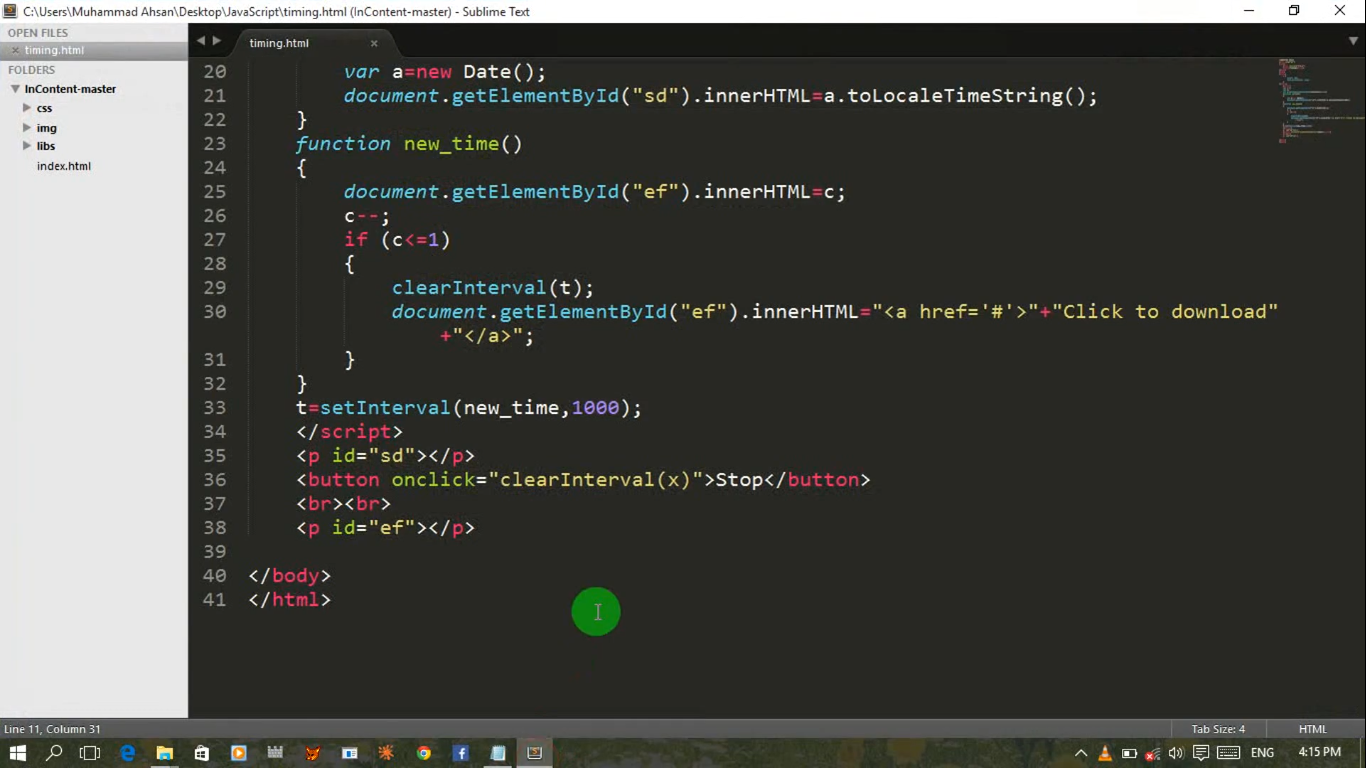 C:\Users\Muhammad Ahsan\Desktop\JavaScript\timing.html (InContent-master) - Sublime Text
OPEN FILES
timing.html
FOLDERS
InContent-master
css
img
libs
index.html
timing.html
20 var a=new Date();
21 document.getElementById("sd").innerHTML=a.toLocaleTimeString();
22 }
23 function new_time()
24 {
25 document.getElementById("ef").innerHTML=c;
26 c--;
27 if (c<=1)
28 {
29 clearInterval(t);
30 document.getElementById("ef").innerHTML="<a href='#'>"+"Click to download"
+"</a>";
31 }
32 }
33 t=setInterval(new_time,1000);
34 </script>
35 <p id="sd"></p>
36 <button onclick="clearInterval(x)">Stop</button>
37 <br><br>
38 <p id="ef"></p>
39
40 </body>
41 </html>
Line 11, Column 31
Tab Size: 4
HTML
ENG
4:15 PM